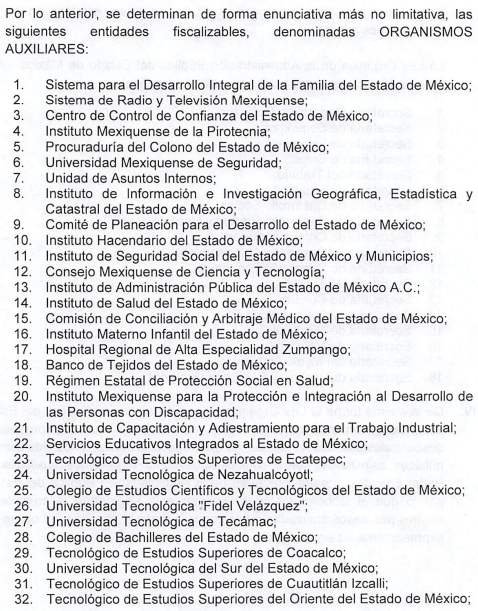 Por lo anterior, se determinan de forma enunciativa más no limitativa, las
siguientes entidades fiscalizables, denominadas ORGANISMOS
AUXILIARES:
1. Sistema para el Desarrollo Integral de la Familia del Estado de México;
2. Sistema de Radio y Televisión Mexiquense;
3. Centro de Control de Confianza del Estado de México;
4. Instituto Mexiquense de la Pirotecnia;
5. Procuraduría del Colono del Estado de México;
6. Universidad Mexiquense de Seguridad;
7. Unidad de Asuntos Internos;
8. Instituto de Información e Investigación Geográfica, Estadística y
Catastral del Estado de México;
9. Comité de Planeación para el Desarrollo del Estado de México;
10. Instituto Hacendario del Estado de México;
11. Instituto de Seguridad Social del Estado de México y Municipios;
12. Consejo Mexiquense de Ciencia y Tecnología;
13. Instituto de Administración Pública del Estado de México A.C.;
14. Instituto de Salud del Estado de México;
15. Comisión de Conciliación y Arbitraje Médico del Estado de México;
16. Instituto Materno Infantil del Estado de México;
17. Hospital Regional de Alta Especialidad Zumpango;
18. Banco de Tejidos del Estado de México;
19. Régimen Estatal de Protección Social en Salud;
20. Instituto Mexiquense para la Protección e Integración al Desarrollo de
las Personas con Discapacidad;
21. Instituto de Capacitación y Adiestramiento para el Trabajo Industrial;
22. Servicios Educativos Integrados al Estado de México;
23. Tecnológico de Estudios Superiores de Ecatepec;
24. Universidad Tecnológica de Nezahualcóyotl;
25. Colegio de Estudios Científicos y Tecnológicos del Estado de México;
26. Universidad Tecnológica "Fidel Velázquez";
27. Universidad Tecnológica de Tecámac;
28. Colegio de Bachilleres del Estado de México;
29. Tecnológico de Estudios Superiores de Coacalco;
30. Universidad Tecnológica del Sur del Estado de México;
31. Tecnológico de Estudios Superiores de Cuautitlán Izcalli;
32. Tecnológico de Estudios Superiores del Oriente del Estado de México;